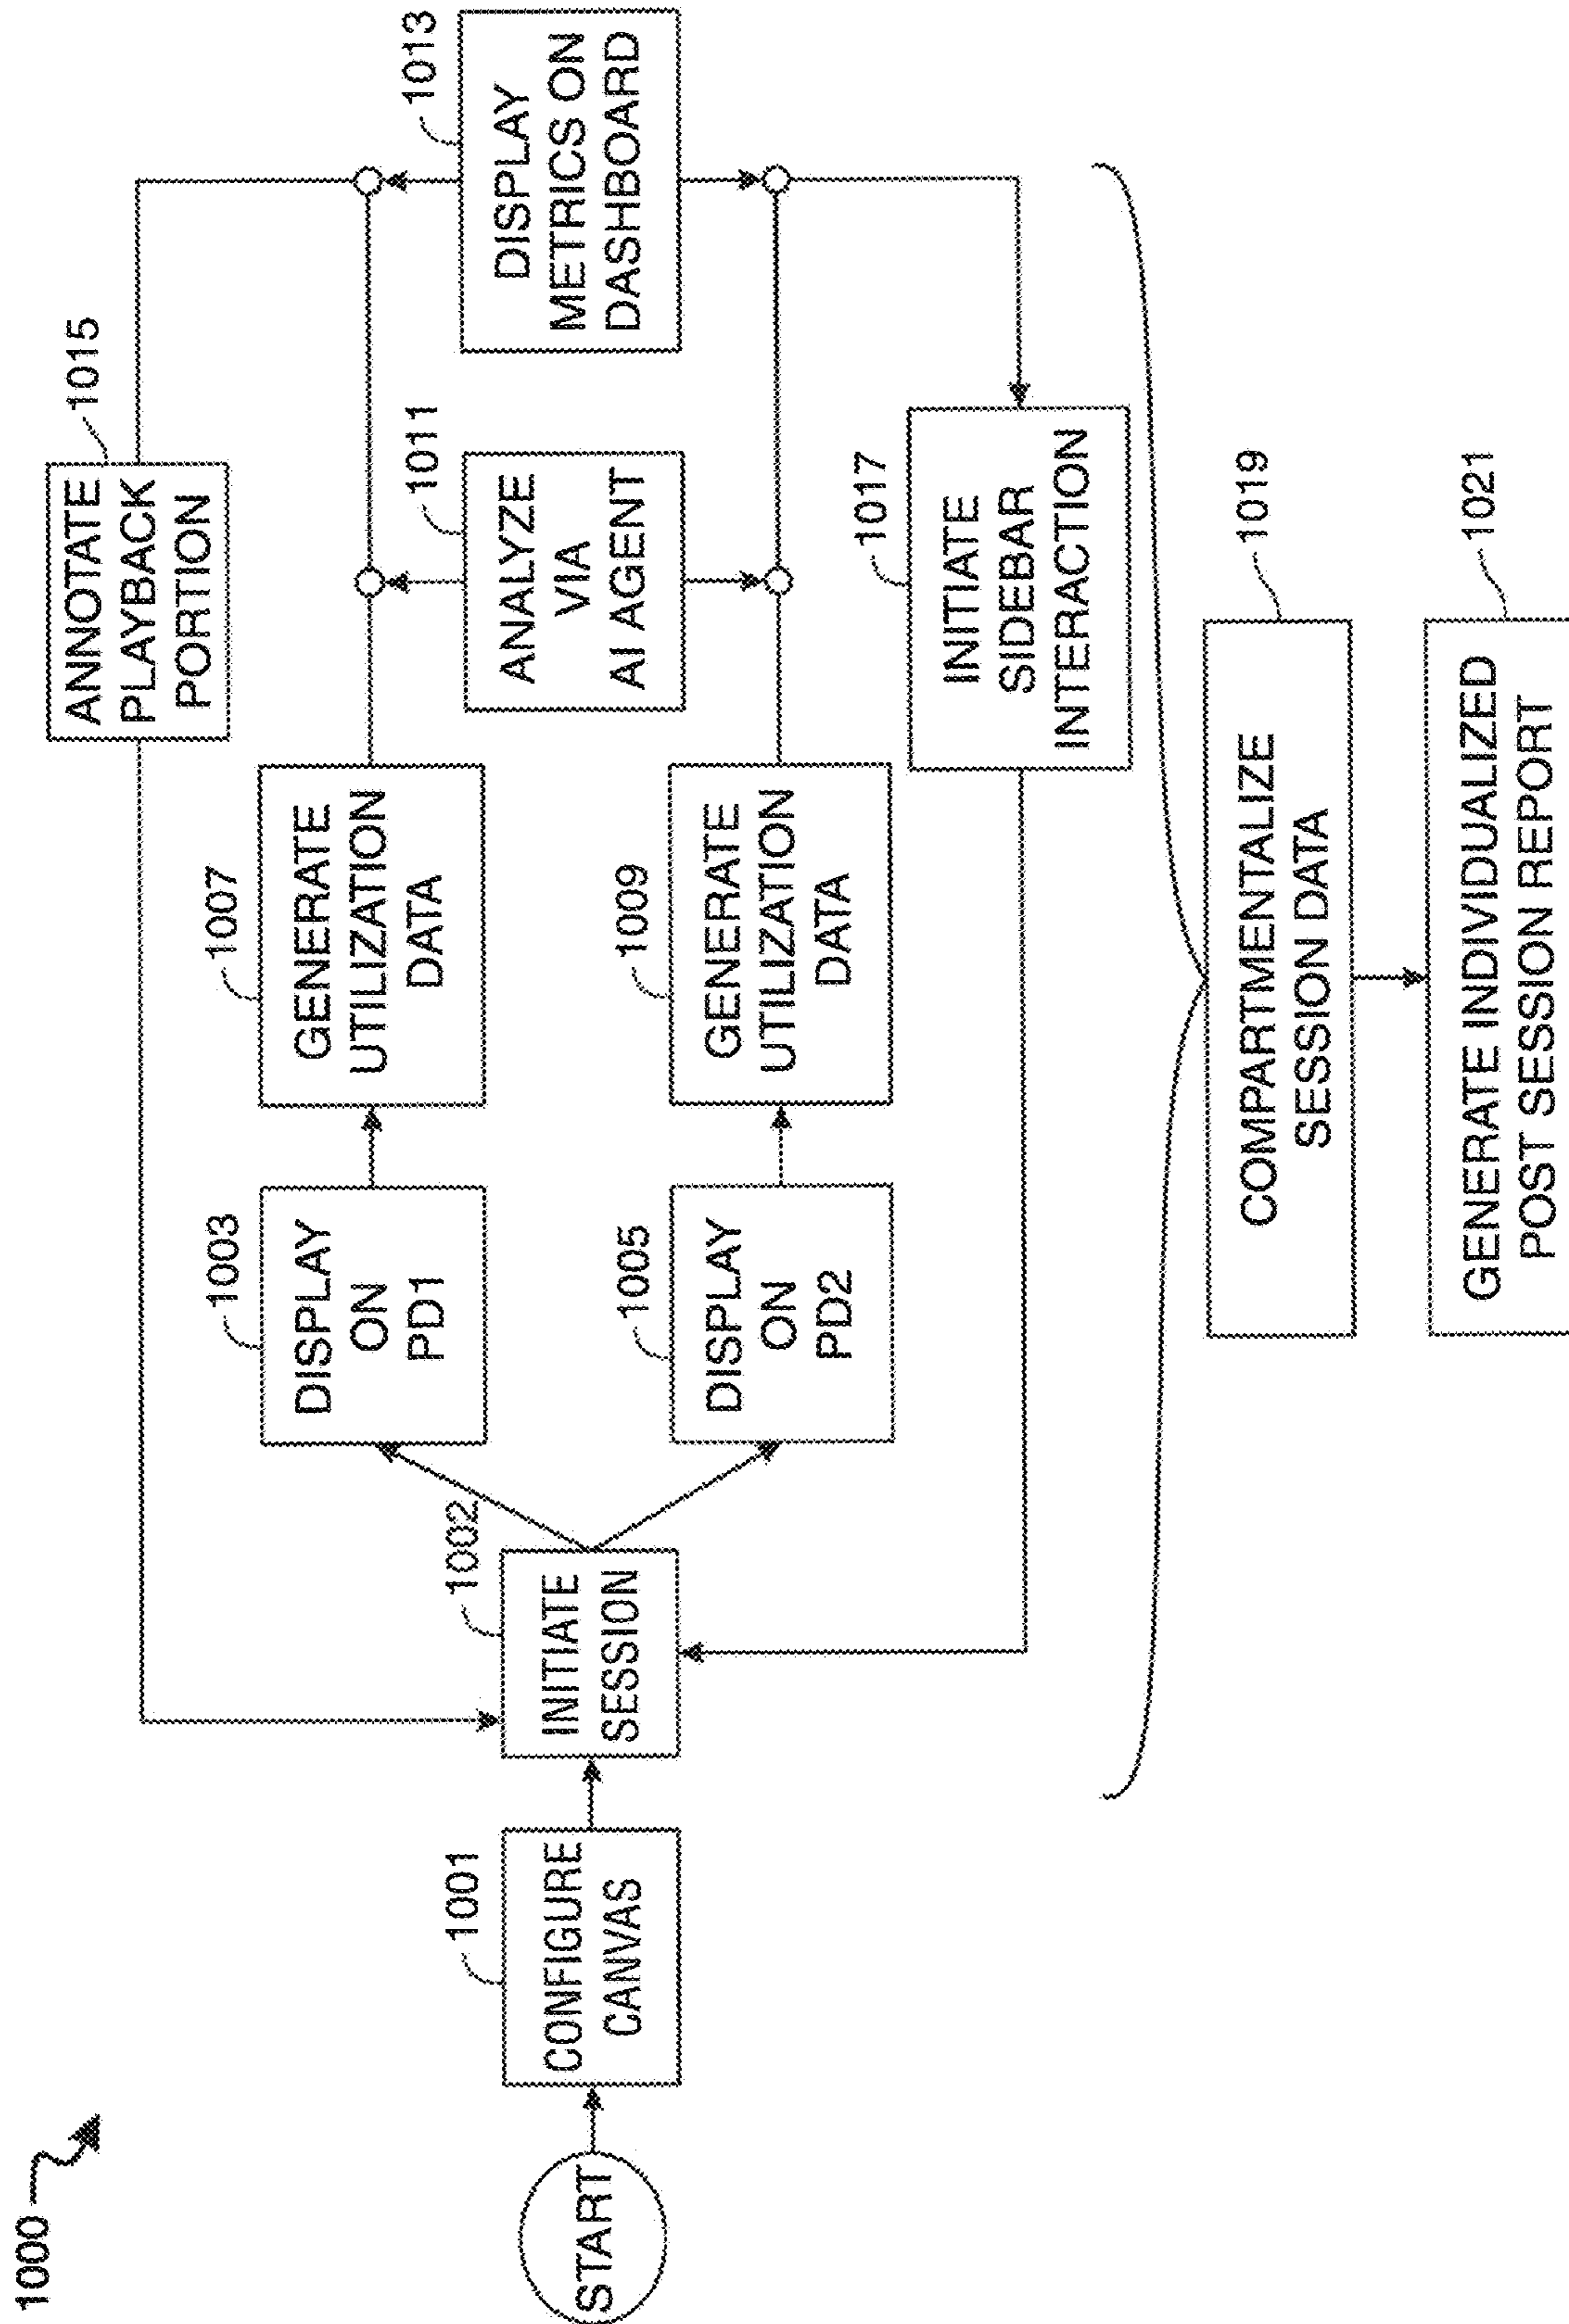 1000
START
1001
CONFIGURE
CANVAS
1002
INITIATE
SESSION
1003
DISPLAY
ON
PD1
1005
DISPLAY
ON
PD2
1007
GENERATE
UTILIZATION
DATA
1009
GENERATE
UTILIZATION
DATA
1011
ANALYZE
VIA
AI AGENT
1013
DISPLAY
METRICS ON
DASHBOARD
1015
ANNOTATE
PLAYBACK
PORTION
1017
INITIATE
SIDEBAR
INTERACTION
1019
COMPARTMENTALIZE
SESSION DATA
1021
GENERATE INDIVIDUALIZED
POST SESSION REPORT